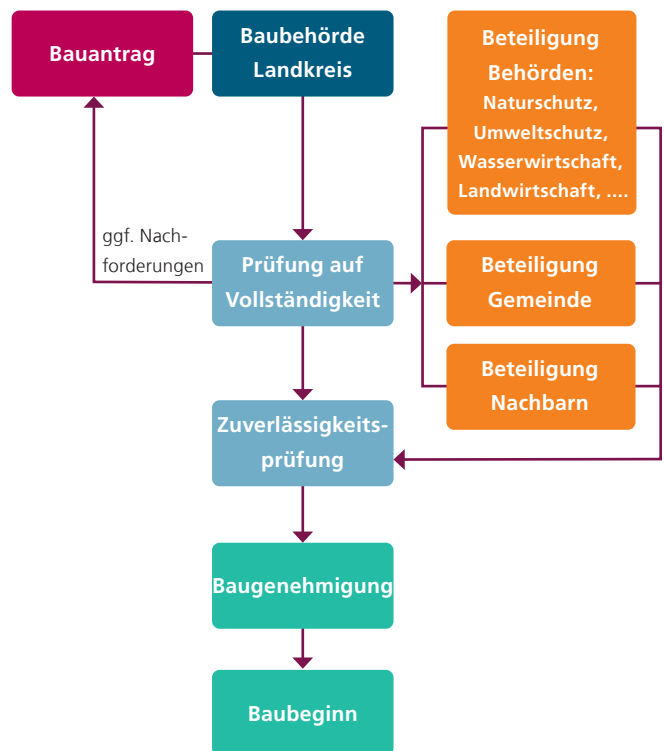 Bauantrag
Baubehörde
Landkreis
Beteiligung
Behörden:
Naturschutz,
Umweltschutz,
Wasserwirtschaft,
Landwirtschaft, ....
ggf. Nach-
forderungen
Prüfung auf
Vollständigkeit
Beteiligung
Gemeinde
Beteiligung
Nachbarn
Zuverlässigkeits-
prüfung
Baugenehmigung
Baubeginn